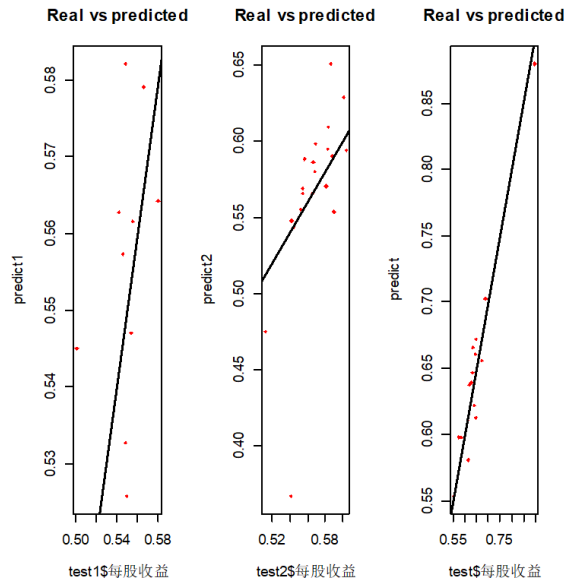 Real vs predicted
predict1
0.53
0.54
0.55
0.56
0.57
0.58
0.50
0.54
0.58
test1$每股收益
Real vs predicted
predict2
0.40
0.45
0.50
0.55
0.60
0.65
0.52
0.58
test2$每股收益
Real vs predicted
predict
0.55
0.60
0.65
0.70
0.75
0.80
0.85
0.55
0.75
test$每股收益